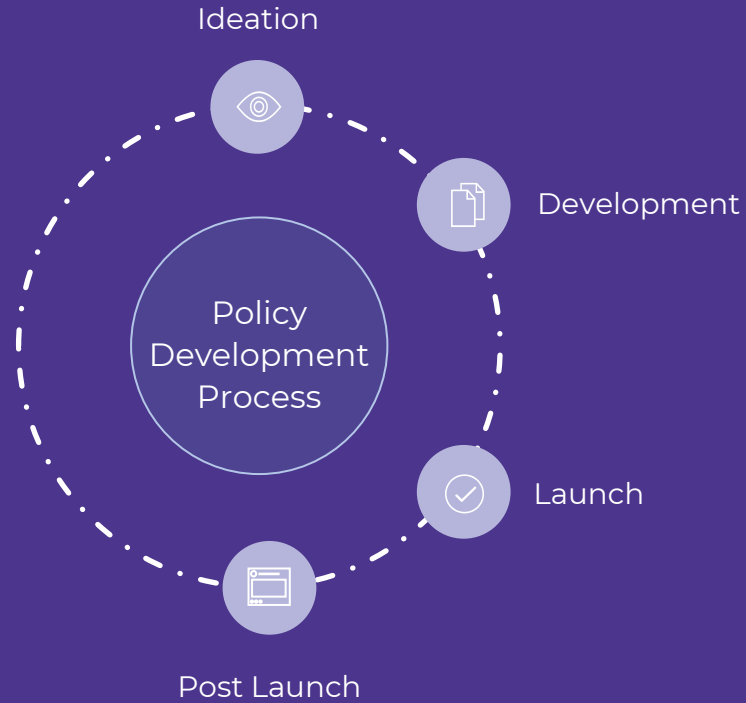 Ideation
Development
Policy
Development
Process
Launch
Post Launch